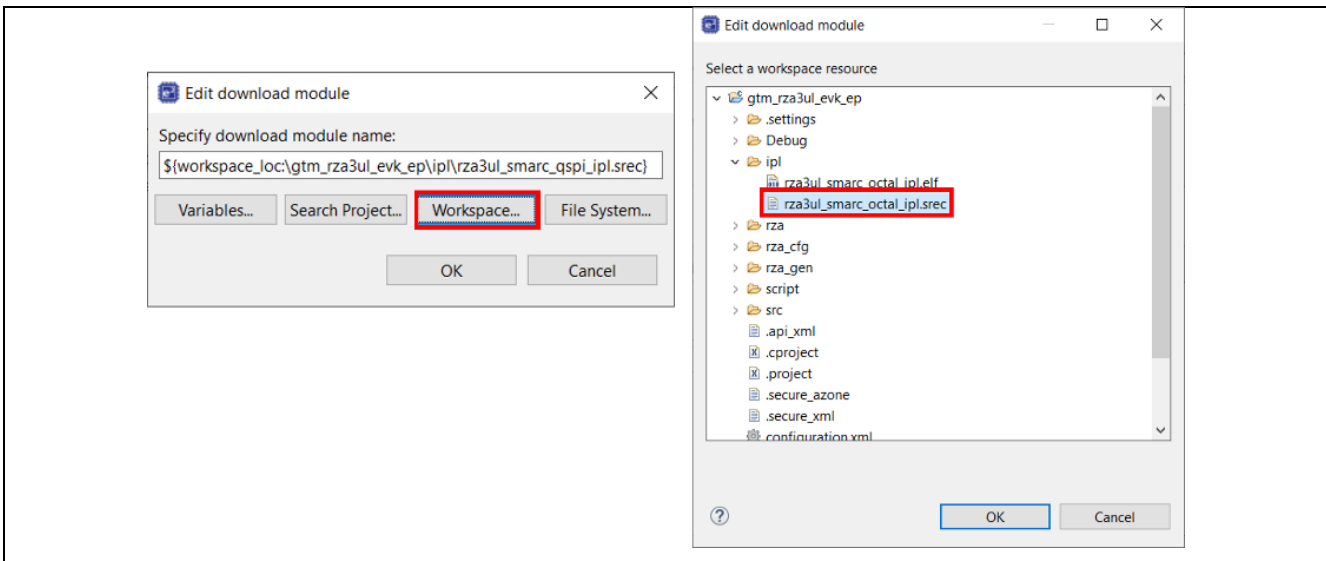 Edit download module
Specify download module name:
${workspace_loc:\gtm_rza3ul_evk_ep\ipl\rza3ul_smarc_qspi_ipl.srec}
Variables... Search Project... Workspace... File System...
OK Cancel
Edit download module
Select a workspace resource
gtm_rza3ul_evk_ep
.settings
Debug
ipl
rza3ul_smarc_octal_ipl.elf
rza3ul_smarc_octal_ipl.srec
rza
rza_cfg
rza_gen
script
src
.api_xml
.cproject
.project
.secure_azone
.secure_xml
configuration.xml
OK Cancel